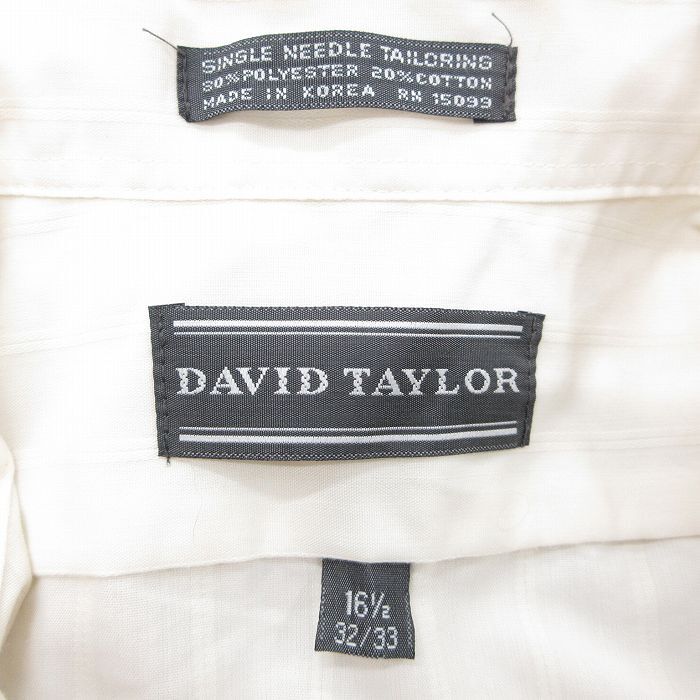 SINGLE NEEDLE TAILORING
80%POLYESTER 20%COTTON
MADE IN KOREA RN 15099
DAVID TAYLOR
16½
32/33